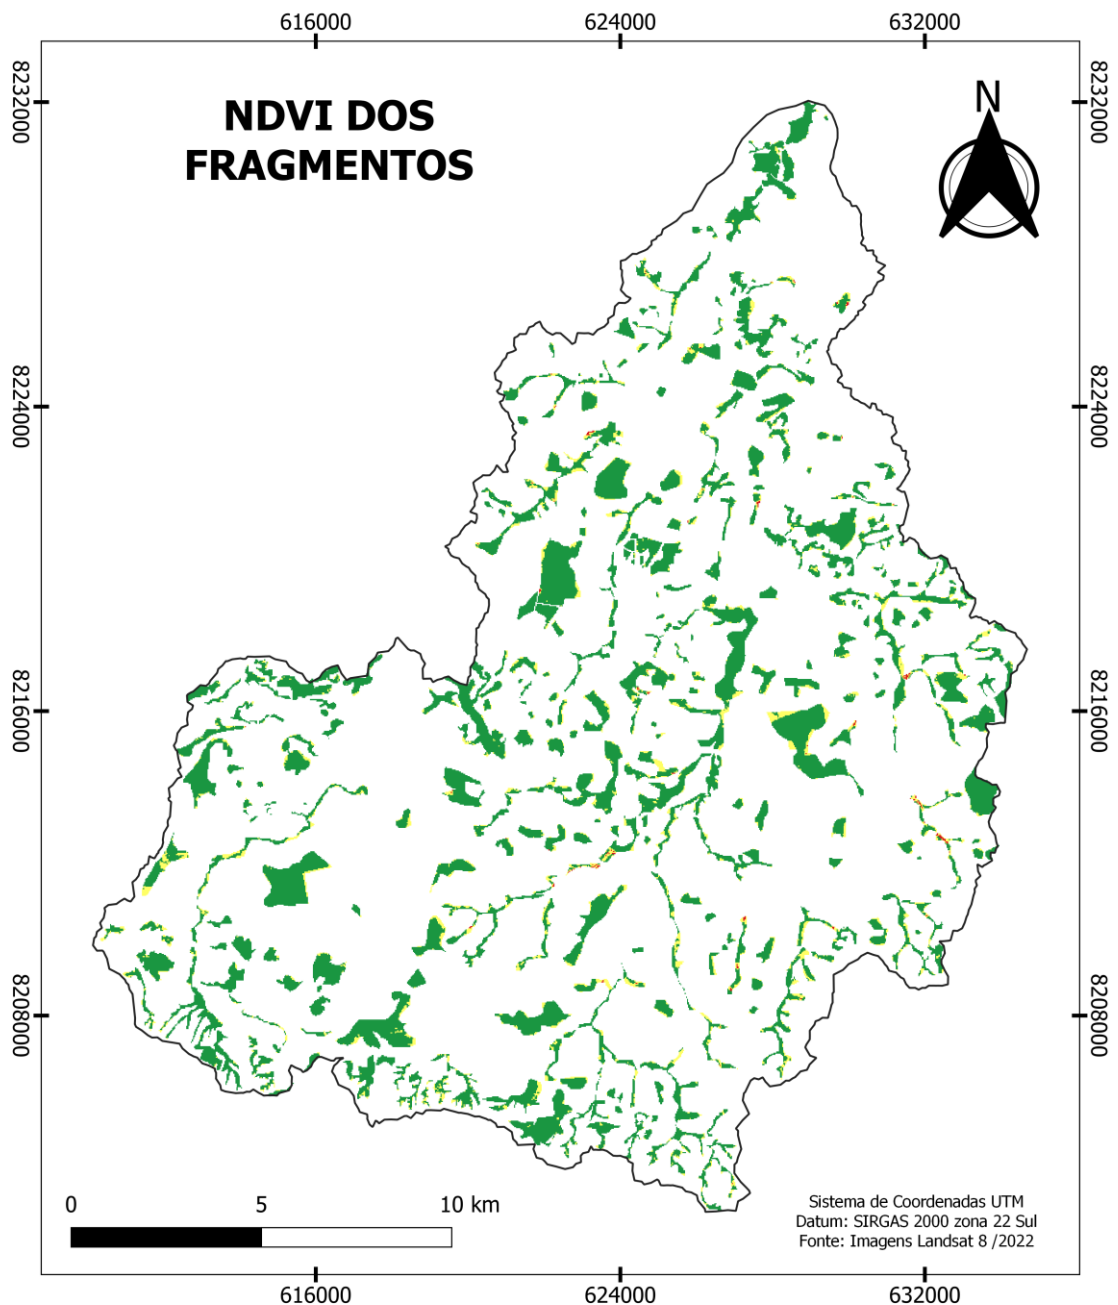 616000 624000 632000
NDVI DOS
FRAGMENTOS
N
8232000 8232000
8224000 8224000
8216000 8216000
8208000 8208000
0 5 10 km
Sistema de Coordenadas UTM
Datum: SIRGAS 2000 zona 22 Sul
Fonte: Imagens Landsat 8 /2022
616000 624000 632000